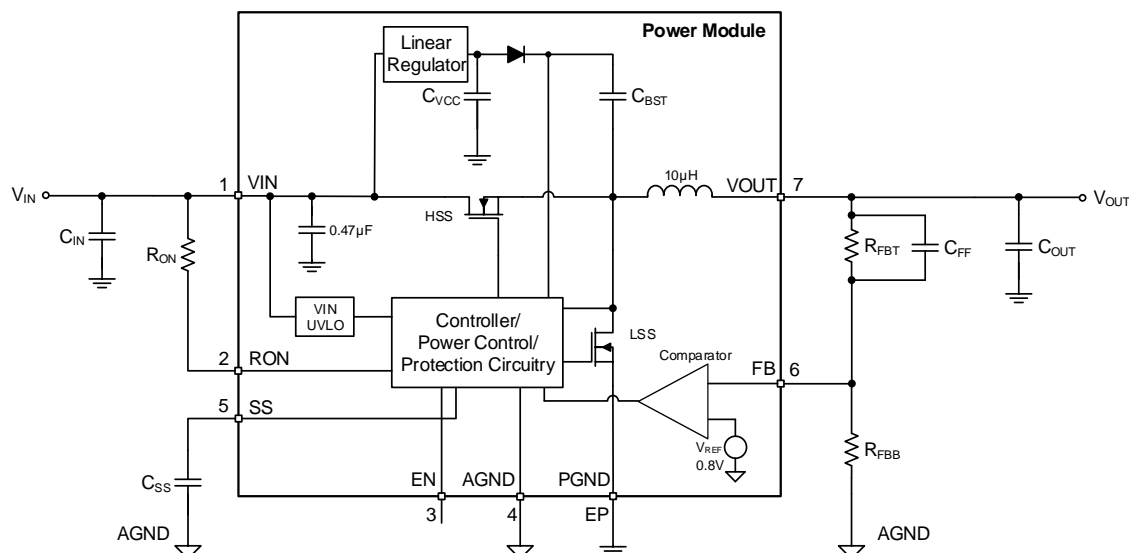 Power Module
Linear
Regulator
CVCC
CBST
VIN
1
VIN
10µH
VOUT
7
VOUT
HSS
CIN
RON
0.47µF
RFBT
CFF
COUT
VIN
UVLO
Controller/
Power Control/
Protection Circuitry
LSS
Comparator
2
RON
FB
6
5
SS
VREF
0.8V
RFBB
CSS
EN
AGND
PGND
AGND
3
4
EP
AGND